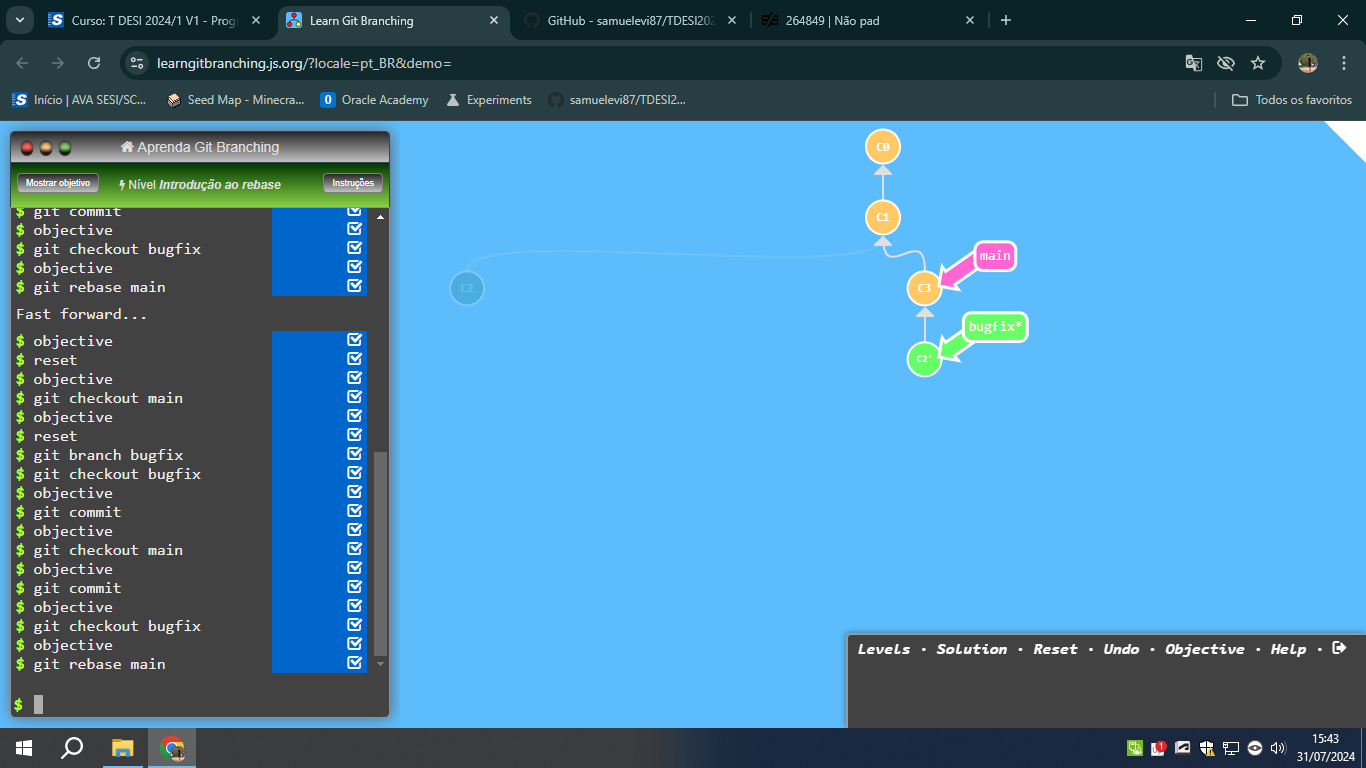 Curso: T DESI 2024/1 V1 - Prog
Learn Git Branching
GitHub - samuelevi87/TDESI202
264849 | Não pad
learngitbranching.js.org/?locale=pt_BR&demo=
Início | AVA SESI/SC...
Seed Map - Minecra...
Oracle Academy
Experiments
samuelevi87/TDESI2...
Todos os favoritos
Aprenda Git Branching
Mostrar objetivo
Nível Introdução ao rebase
Instruções
$ git commit
$ objective
$ git checkout bugfix
$ objective
$ git rebase main
Fast forward...
$ objective
$ reset
$ objective
$ git checkout main
$ objective
$ reset
$ git branch bugfix
$ git checkout bugfix
$ objective
$ git commit
$ objective
$ git checkout main
$ objective
$ git commit
$ objective
$ git checkout bugfix
$ objective
$ git rebase main
$
C0
C1
main
C2
C3
bugfix*
C2'
Levels · Solution · Reset · Undo · Objective · Help ·
1
15:43
31/07/2024